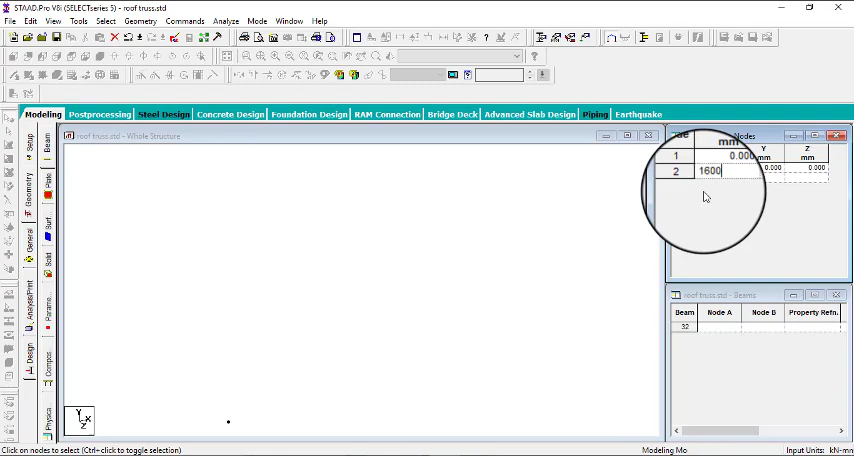 STAAD.Pro V8i (SELECTseries 5) - roof truss.std
File Edit View Tools Select Geometry Commands Analyze Mode Window Help
Modeling Postprocessing Steel Design Concrete Design Foundation Design RAM Connection Bridge Deck Advanced Slab Design Piping Earthquake
Setup
Geometry
General
Analysis/Print
Design
Beam
Plate
Surf...
Solid
Parame...
Compos...
Physica...
roof truss.std - Whole Structure
Y
X
Z
Nodes
mm Y mm Z mm
1 0.000 0.000 0.000
2 1600
roof truss.std - Beams
Beam Node A Node B Property Refn.
32
Click on nodes to select (Ctrl+click to toggle selection) Modeling Mo Input Units: kN-mn